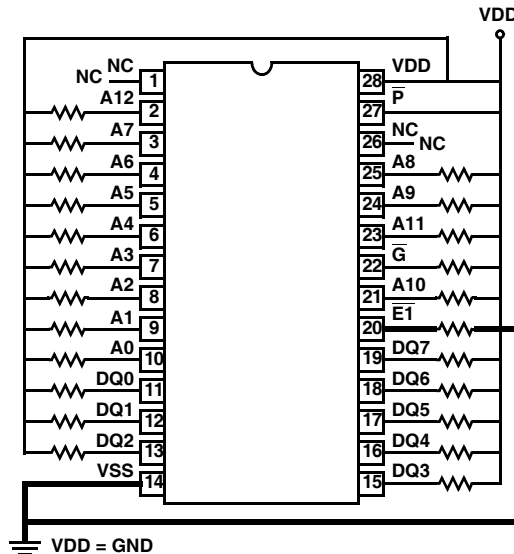 VDD
NC
NC 1
A12 2
A7 3
A6 4
A5 5
A4 6
A3 7
A2 8
A1 9
A0 10
DQ0 11
DQ1 12
DQ2 13
VSS 14
28 VDD
27 P̅
26 NC
NC
25 A8
24 A9
23 A11
22 G̅
21 A10
20 E̅1̅
19 DQ7
18 DQ6
17 DQ5
16 DQ4
15 DQ3
VDD = GND